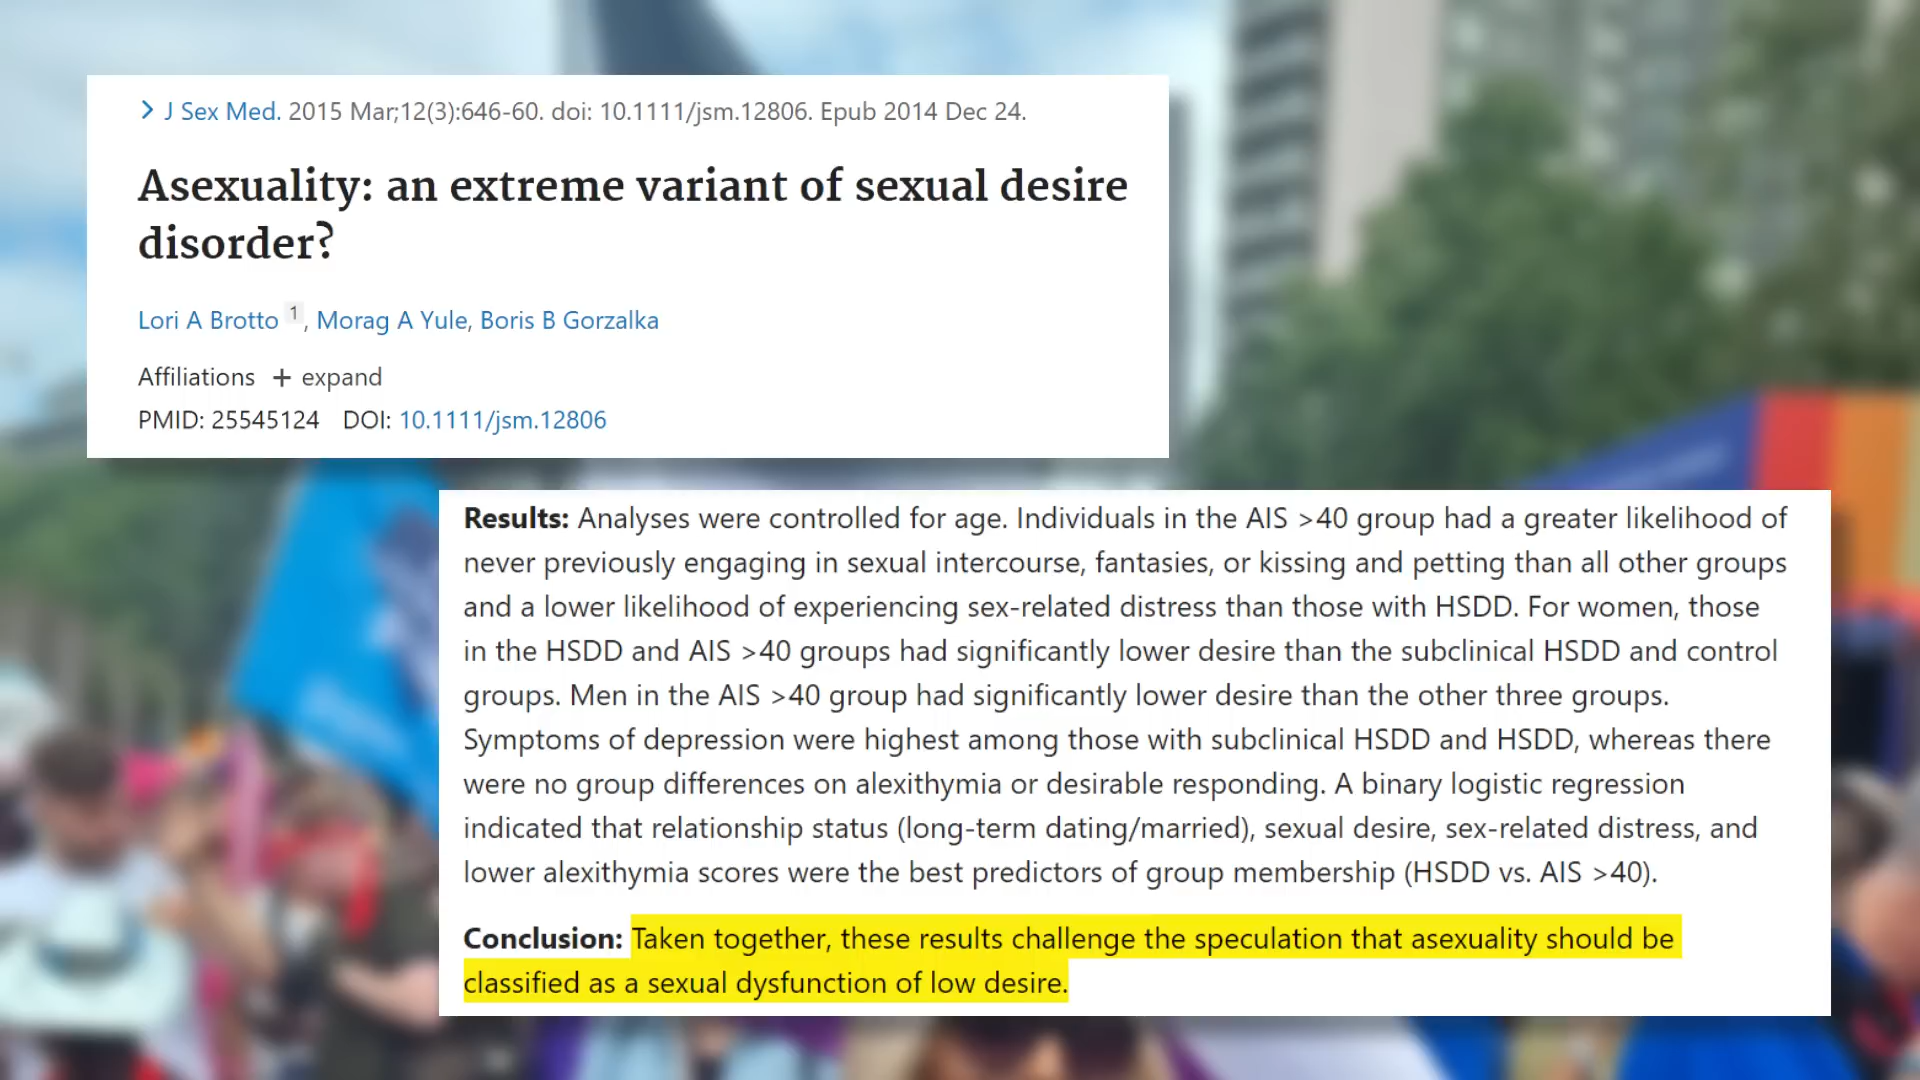 > J Sex Med. 2015 Mar;12(3):646-60. doi: 10.1111/jsm.12806. Epub 2014 Dec 24.
Asexuality: an extreme variant of sexual desire
disorder?
Lori A Brotto 1, Morag A Yule, Boris B Gorzalka
Affiliations + expand
PMID: 25545124 DOI: 10.1111/jsm.12806
Results: Analyses were controlled for age. Individuals in the AIS >40 group had a greater likelihood of
never previously engaging in sexual intercourse, fantasies, or kissing and petting than all other groups
and a lower likelihood of experiencing sex-related distress than those with HSDD. For women, those
in the HSDD and AIS >40 groups had significantly lower desire than the subclinical HSDD and control
groups. Men in the AIS >40 group had significantly lower desire than the other three groups.
Symptoms of depression were highest among those with subclinical HSDD and HSDD, whereas there
were no group differences on alexithymia or desirable responding. A binary logistic regression
indicated that relationship status (long-term dating/married), sexual desire, sex-related distress, and
lower alexithymia scores were the best predictors of group membership (HSDD vs. AIS >40).
Conclusion: Taken together, these results challenge the speculation that asexuality should be
classified as a sexual dysfunction of low desire.